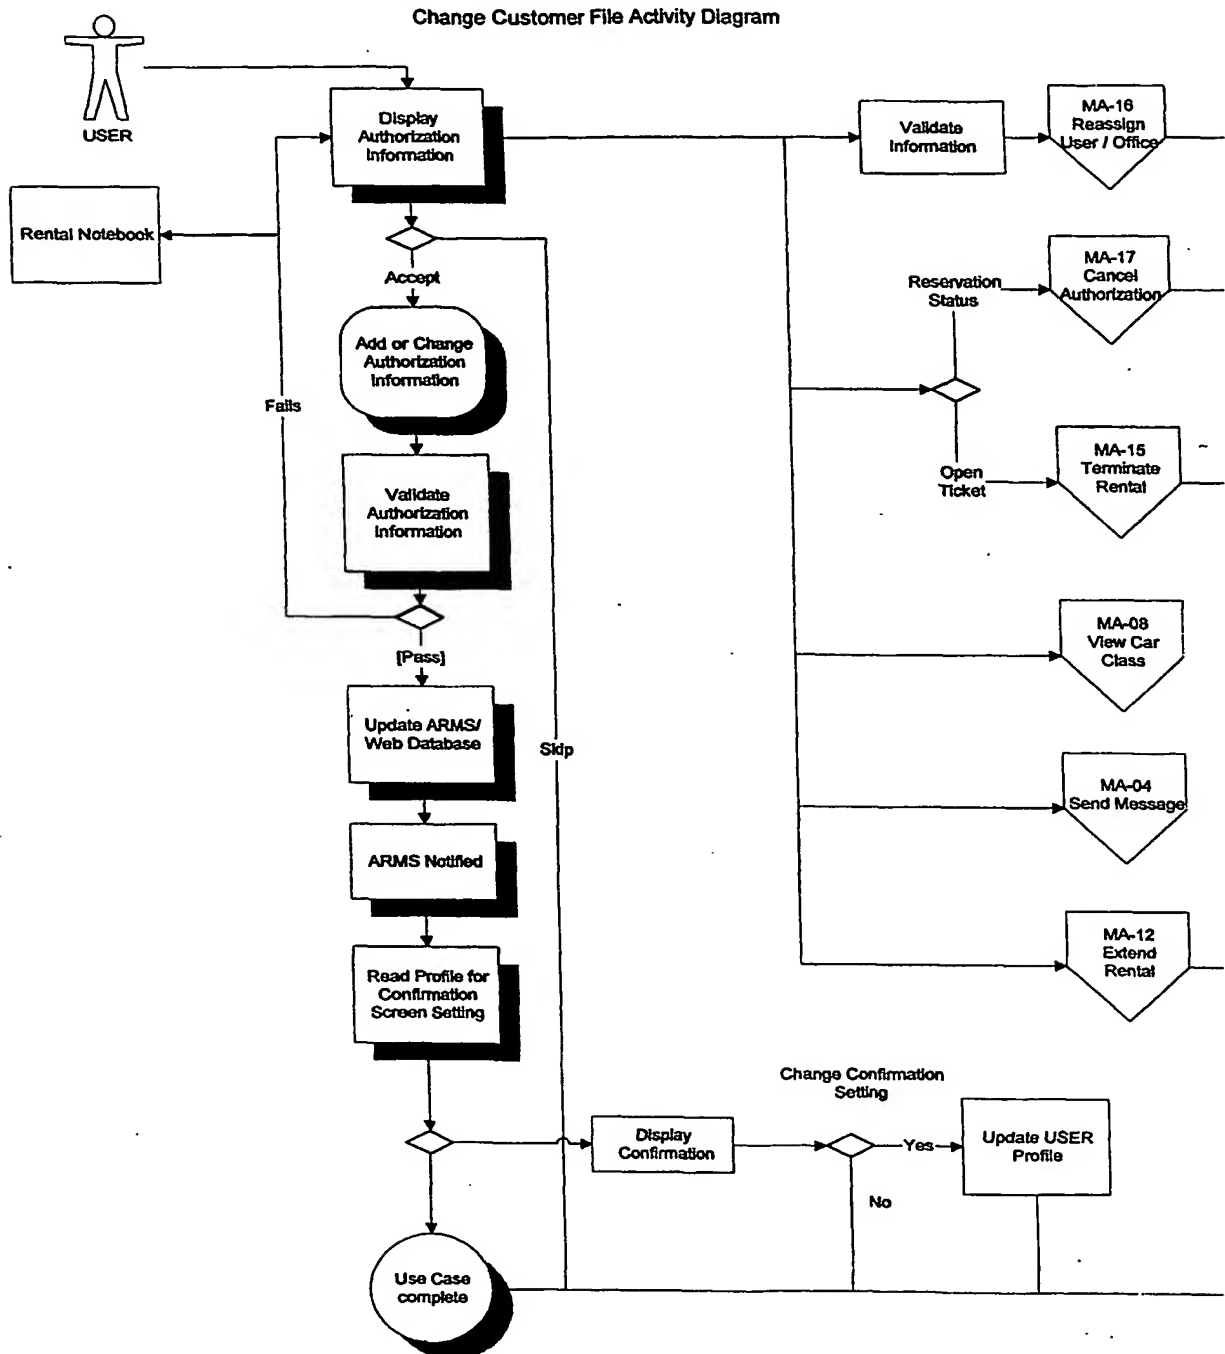 Change Customer File Activity Diagram
USER
Display
Authorization
Information
Validate
Information
MA-16
Reassign
User / Office
Rental Notebook
Accept
Reservation
Status
MA-17
Cancel
Authorization
Add or Change
Authorization
Information
Fails
Validate
Authorization
Information
Open
Ticket
MA-15
Terminate
Rental
[Pass]
MA-08
View Car
Class
Update ARMS/
Web Database
Skip
MA-04
Send Message
ARMS Notified
Read Profile for
Confirmation
Screen Setting
MA-12
Extend
Rental
Change Confirmation
Setting
Display
Confirmation
Yes
Update USER
Profile
No
Use Case
complete